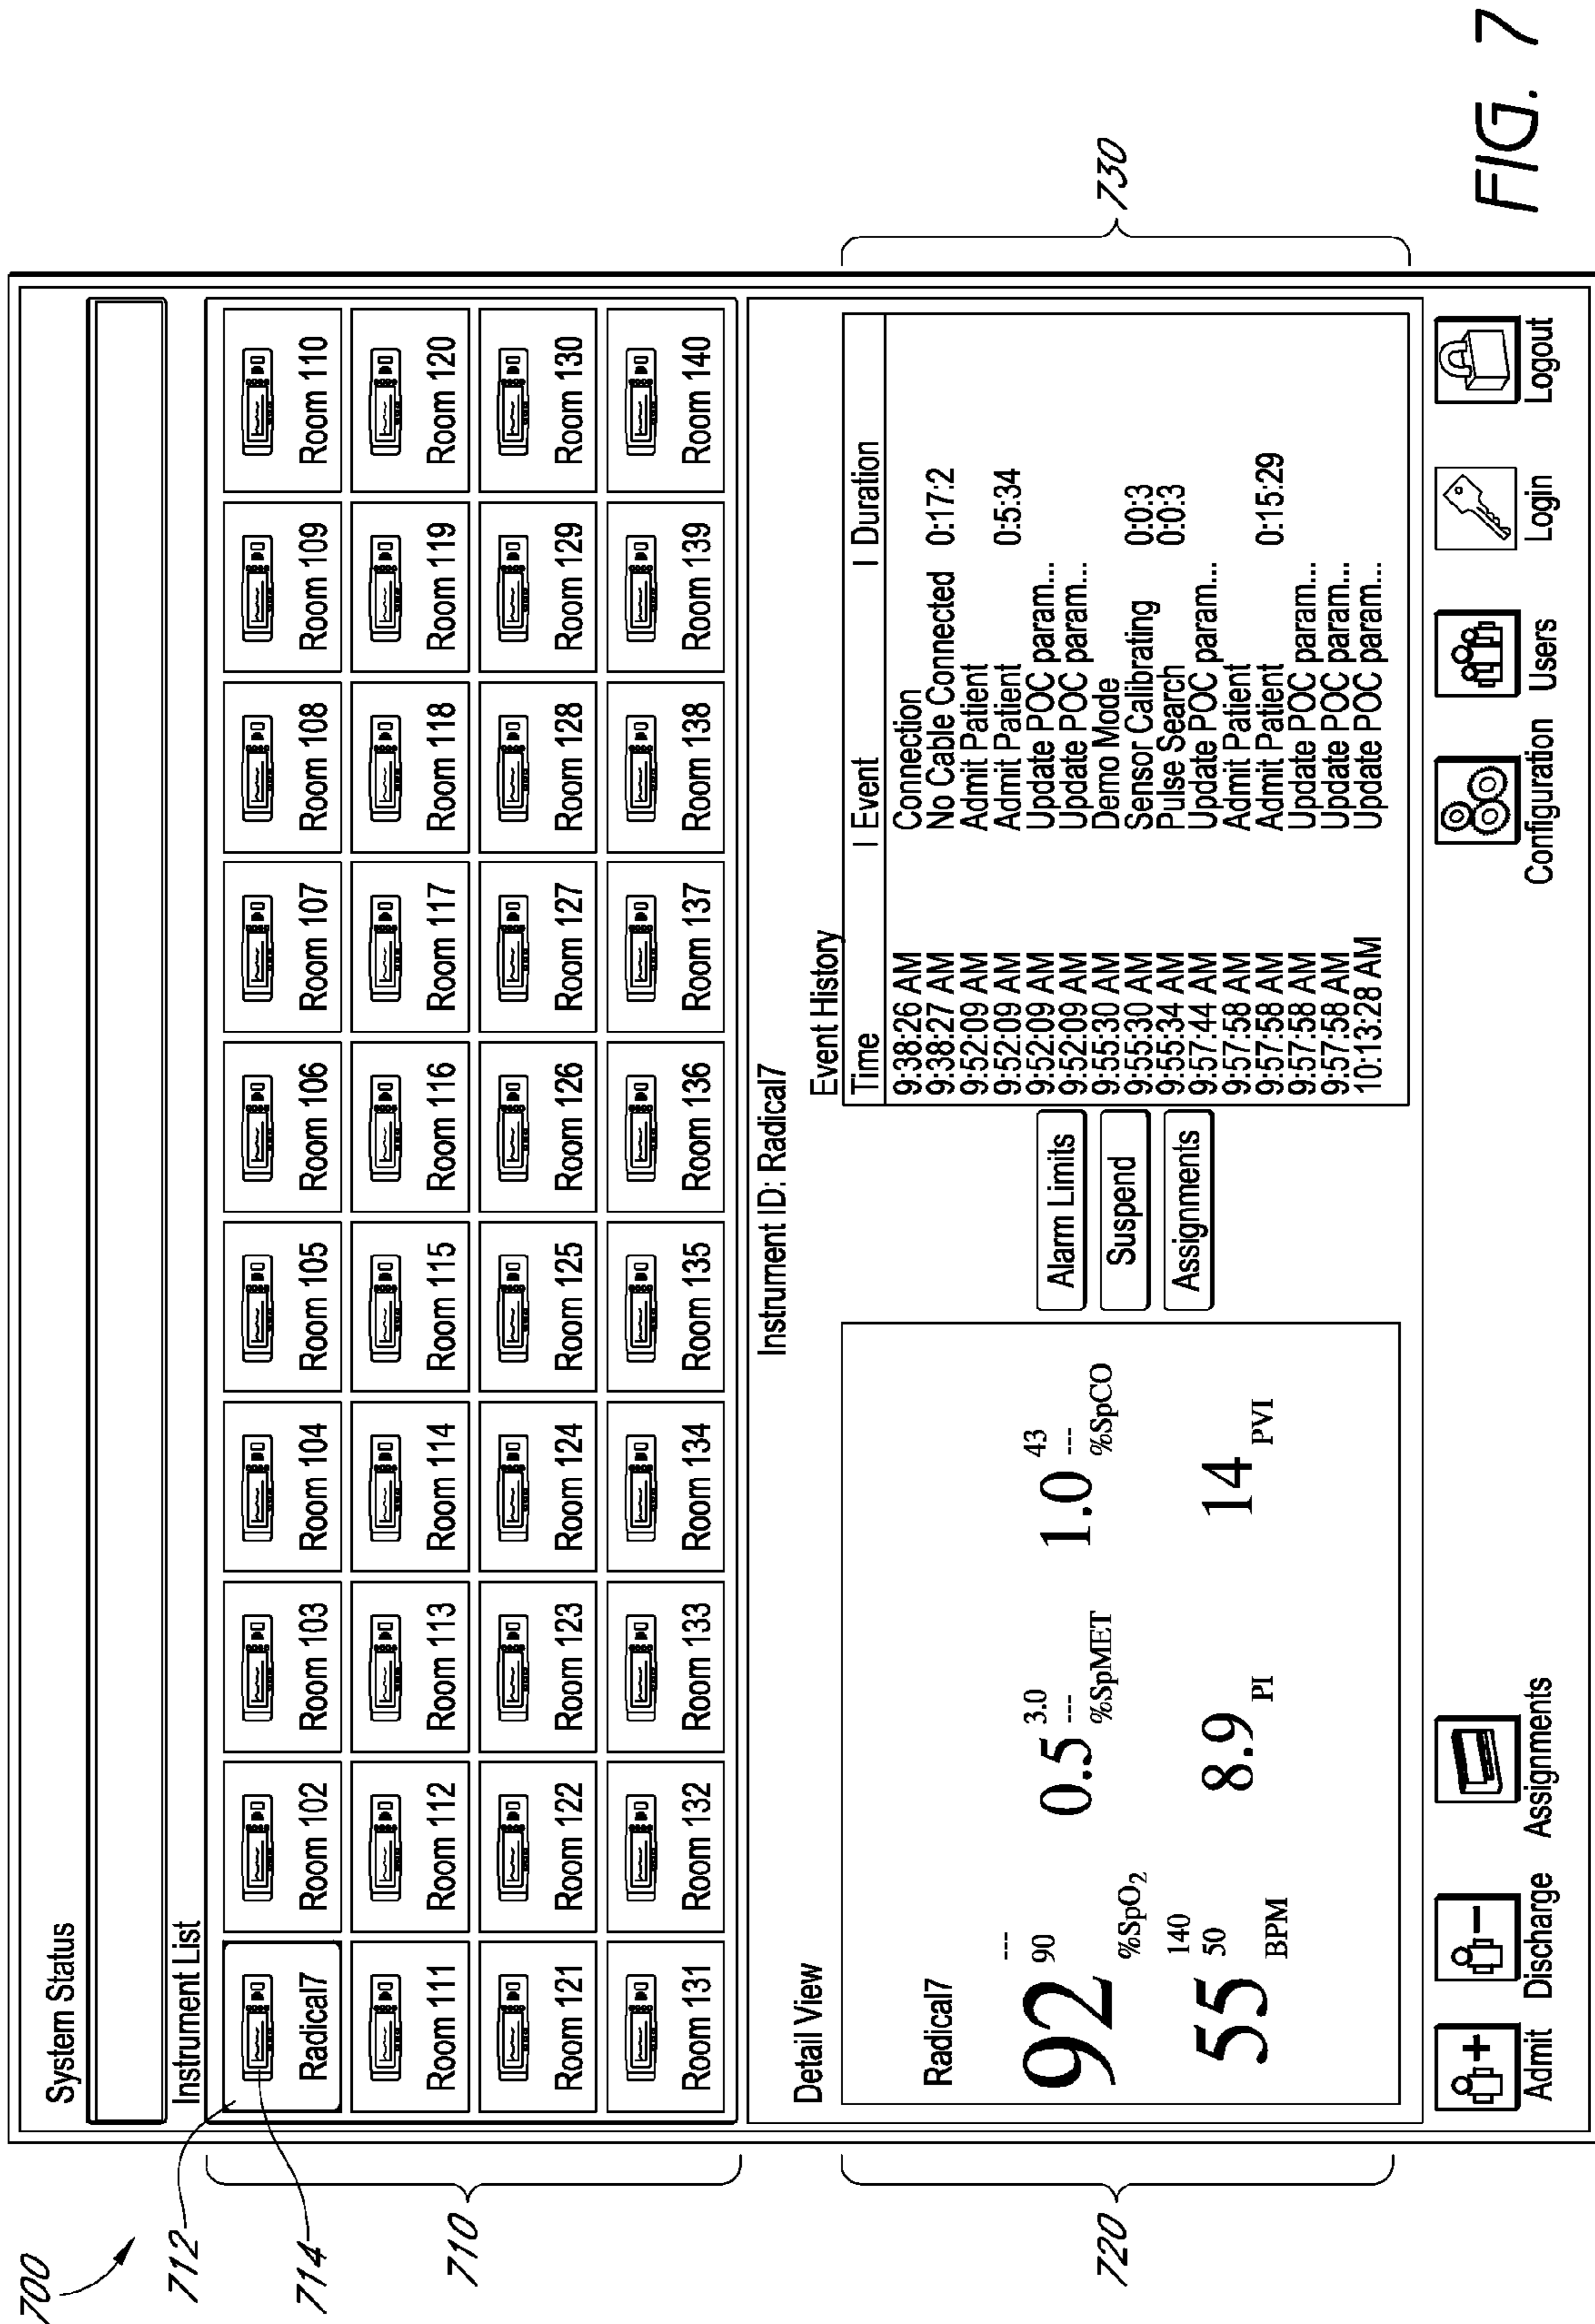 700
System Status
Instrument List
712
714
710
Radical7 Room 102 Room 103 Room 104 Room 105 Room 106 Room 107 Room 108 Room 109 Room 110
Room 111 Room 112 Room 113 Room 114 Room 115 Room 116 Room 117 Room 118 Room 119 Room 120
Room 121 Room 122 Room 123 Room 124 Room 125 Room 126 Room 127 Room 128 Room 129 Room 130
Room 131 Room 132 Room 133 Room 134 Room 135 Room 136 Room 137 Room 138 Room 139 Room 140
Instrument ID: Radical7
Detail View
720
Radical7
---
92 90
%SpO2
3.0
0.5 ---
%SpMET
43
1.0 ---
%SpCO
140
55 50
BPM
8.9 PI
14 PVI
Alarm Limits
Suspend
Assignments
Event History
730
Time | Event | Duration
9:38:26 AM Connection
9:38:27 AM No Cable Connected 0:17:2
9:52:09 AM Admit Patient
9:52:09 AM Admit Patient 0:5:34
9:52:09 AM Update POC param...
9:52:09 AM Update POC param...
9:55:30 AM Demo Mode
9:55:30 AM Sensor Calibrating 0:0:3
9:55:34 AM Pulse Search 0:0:3
9:57:44 AM Update POC param...
9:57:58 AM Admit Patient
9:57:58 AM Admit Patient 0:15:29
9:57:58 AM Update POC param...
9:57:58 AM Update POC param...
10:13:28 AM Update POC param...
Admit Discharge Assignments Configuration Users Login Logout
FIG. 7